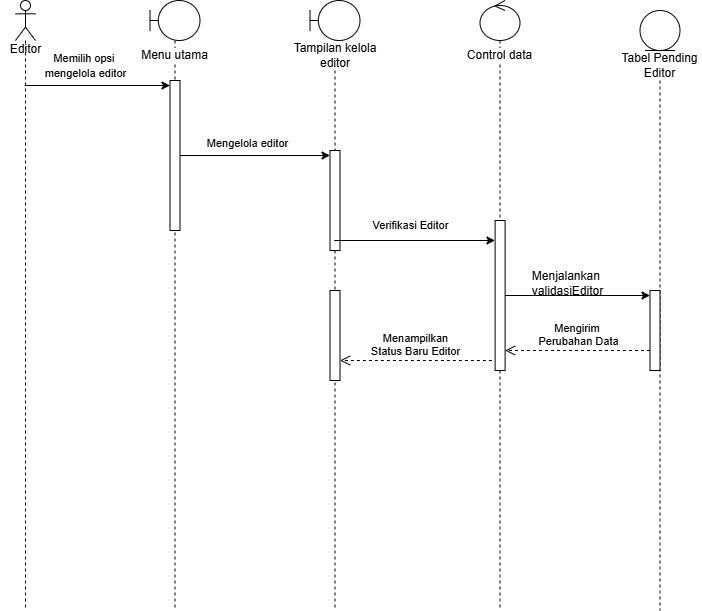 Editor
Menu utama
Tampilan kelola
editor
Control data
Tabel Pending
Editor
Memilih opsi
mengelola editor
Mengelola editor
Verifikasi Editor
Menjalankan
validasiEditor
Mengirim
Perubahan Data
Menampilkan
Status Baru Editor